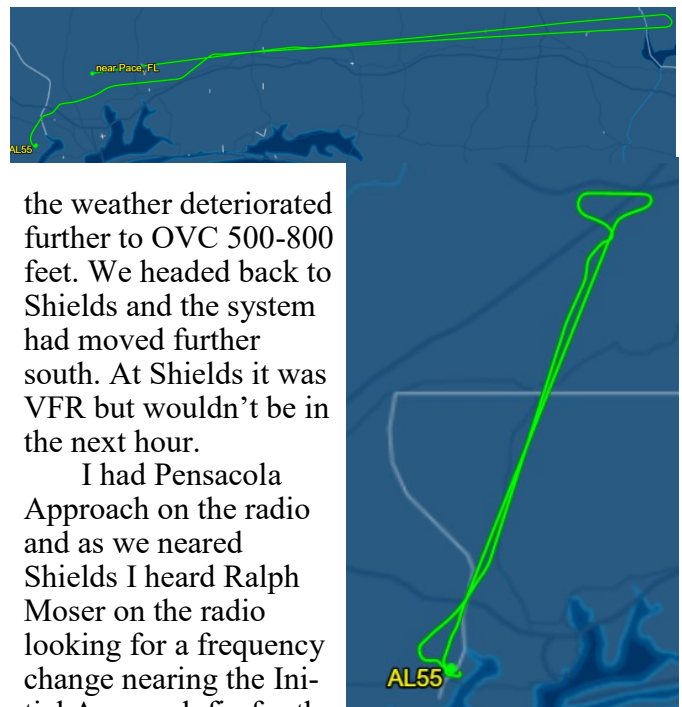 near Pace, FL
AL55
the weather deteriorated
further to OVC 500-800
feet. We headed back to
Shields and the system
had moved further
south. At Shields it was
VFR but wouldn’t be in
the next hour.
I had Pensacola
Approach on the radio
and as we neared
Shields I heard Ralph
Moser on the radio
looking for a frequency
change nearing the Ini-
AL55